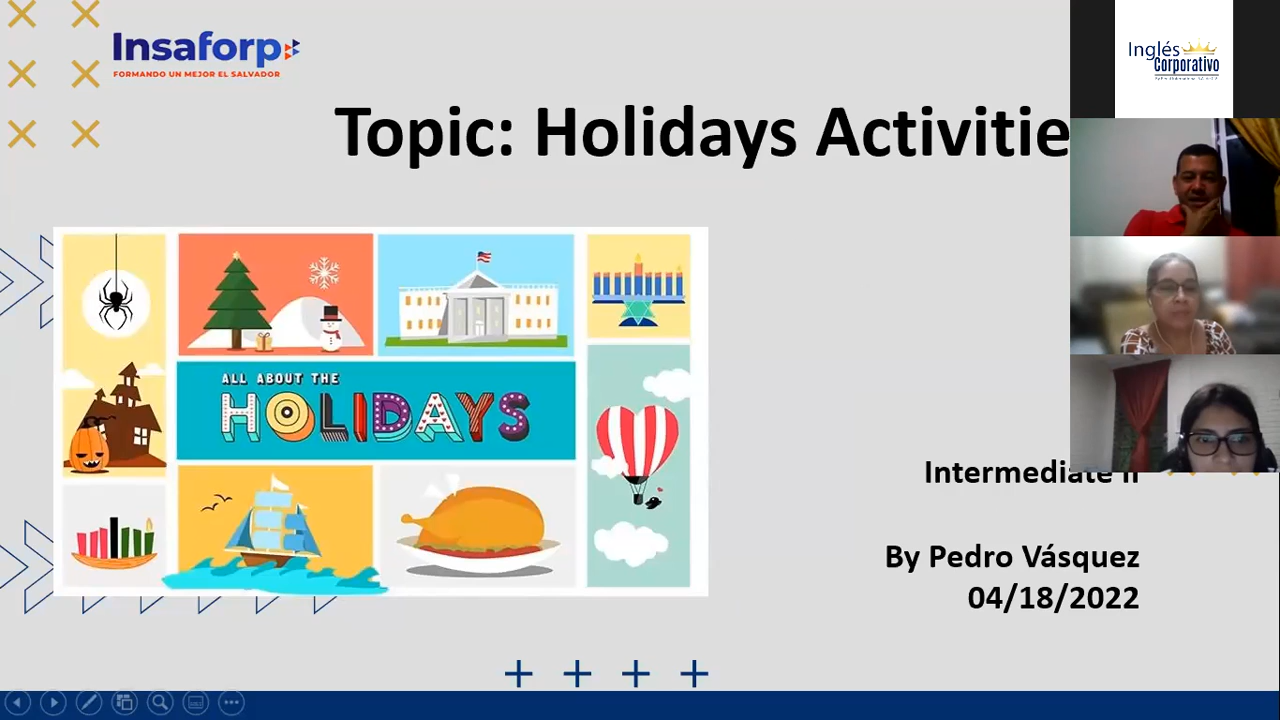 Insaforp
FORMANDO UN MEJOR EL SALVADOR
Topic: Holidays Activitie
Inglés
Corporativo
ALL ABOUT THE
HOLIDAYS
Intermediate II
By Pedro Vásquez
04/18/2022